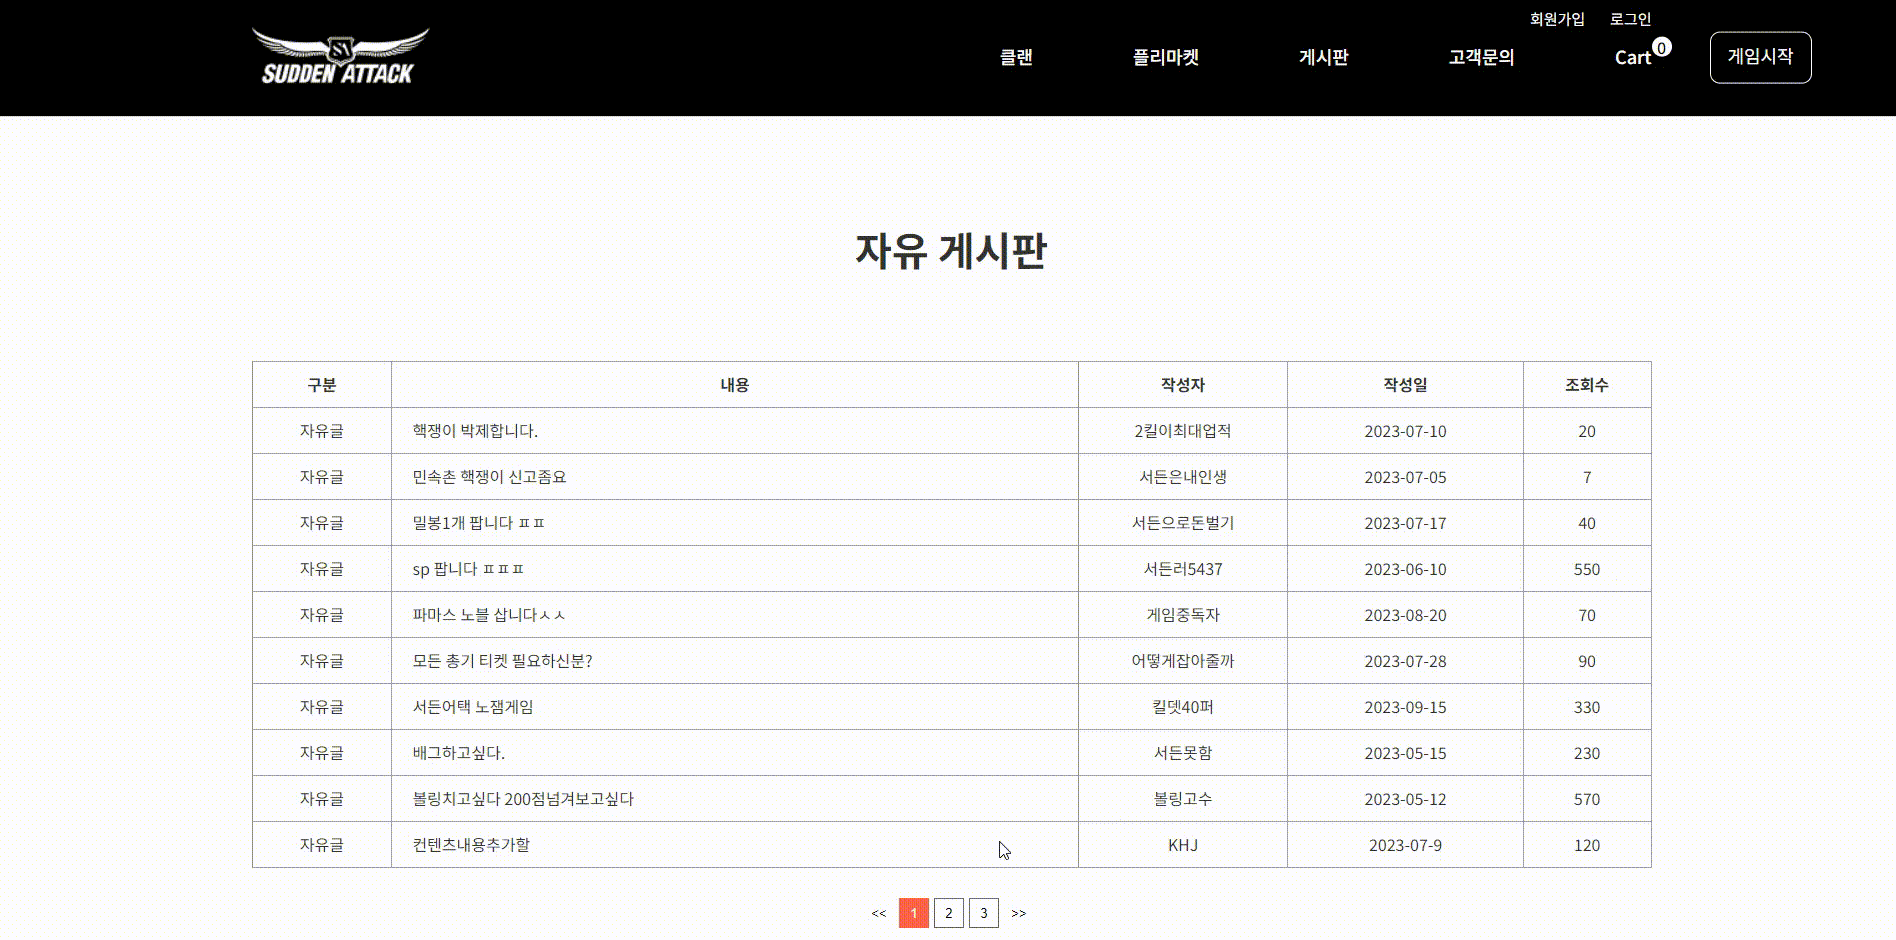 회원가입 로그인
SUDDEN ATTACK
클랜 플리마켓 게시판 고객문의 Cart 0 게임시작
자유 게시판
구분 내용 작성자 작성일 조회수
자유글 핵쟁이 박제합니다. 2킬이최대업적 2023-07-10 20
자유글 민속촌 핵쟁이 신고좀요 서든은내인생 2023-07-05 7
자유글 밀봉1개 팝니다 ㅍㅍ 서든으로돈벌기 2023-07-17 40
자유글 sp 팝니다 ㅍㅍㅍ 서든러5437 2023-06-10 550
자유글 파마스 노블 삽니다ㅅㅅ 게임중독자 2023-08-20 70
자유글 모든 총기 티켓 필요하신분? 어떻게잡아줄까 2023-07-28 90
자유글 서든어택 노잼게임 킬뎃40퍼 2023-09-15 330
자유글 배그하고싶다. 서든못함 2023-05-15 230
자유글 볼링치고싶다 200점넘겨보고싶다 볼링고수 2023-05-12 570
자유글 컨텐츠내용추가할 KHJ 2023-07-9 120
<< 1 2 3 >>